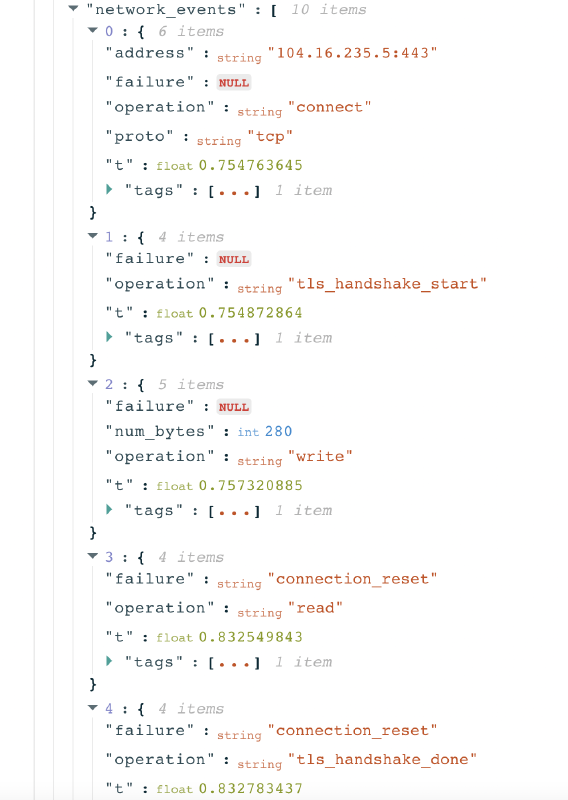 "network_events" : [ 10 items
0 : { 6 items
"address" : string "104.16.235.5:443"
"failure" : NULL
"operation" : string "connect"
"proto" : string "tcp"
"t" : float 0.754763645
"tags" : [...] 1 item
}
1 : { 4 items
"failure" : NULL
"operation" : string "tls_handshake_start"
"t" : float 0.754872864
"tags" : [...] 1 item
}
2 : { 5 items
"failure" : NULL
"num_bytes" : int 280
"operation" : string "write"
"t" : float 0.757320885
"tags" : [...] 1 item
}
3 : { 4 items
"failure" : string "connection_reset"
"operation" : string "read"
"t" : float 0.832549843
"tags" : [...] 1 item
}
4 : { 4 items
"failure" : string "connection_reset"
"operation" : string "tls_handshake_done"
"t" : float 0.832783437